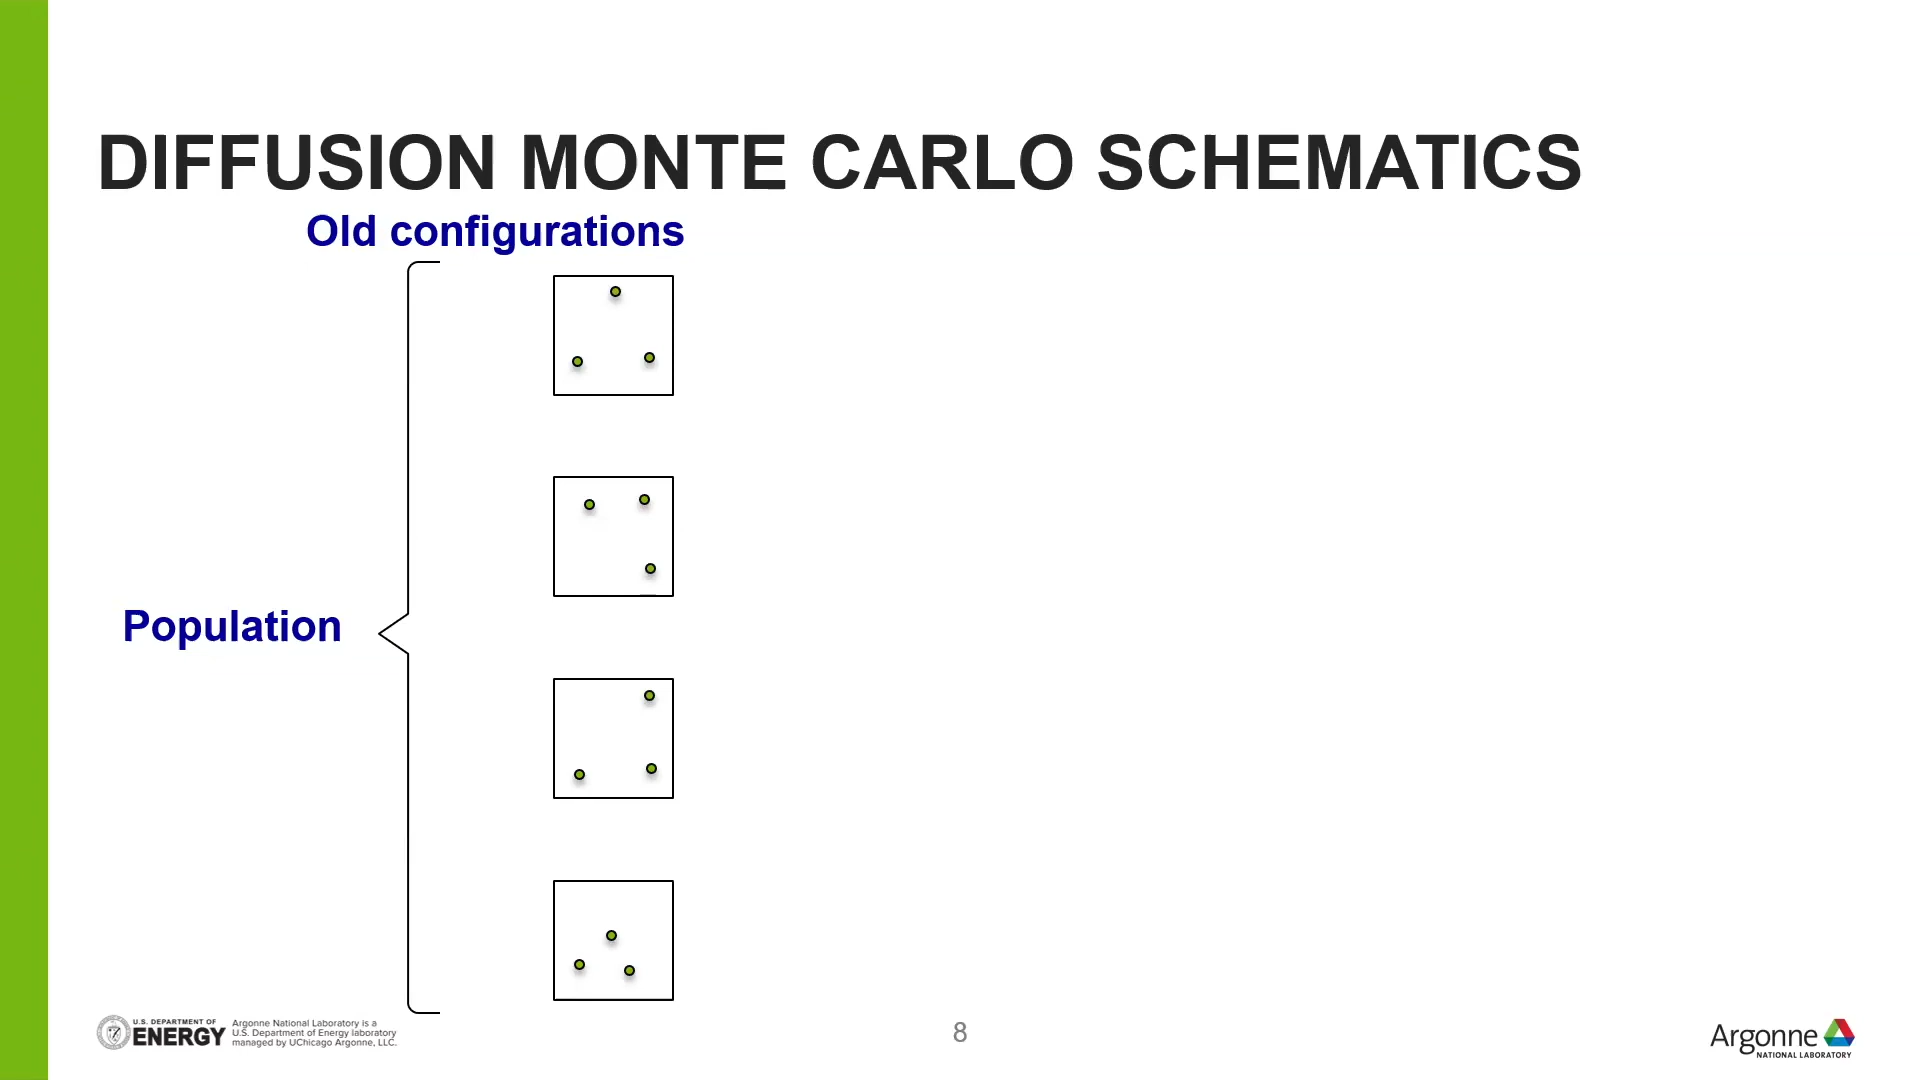 DIFFUSION MONTE CARLO SCHEMATICS
Old configurations
Population
U.S. DEPARTMENT OF
ENERGY
Argonne National Laboratory is a
U.S. Department of Energy laboratory
managed by UChicago Argonne, LLC.
8
Argonne
NATIONAL LABORATORY